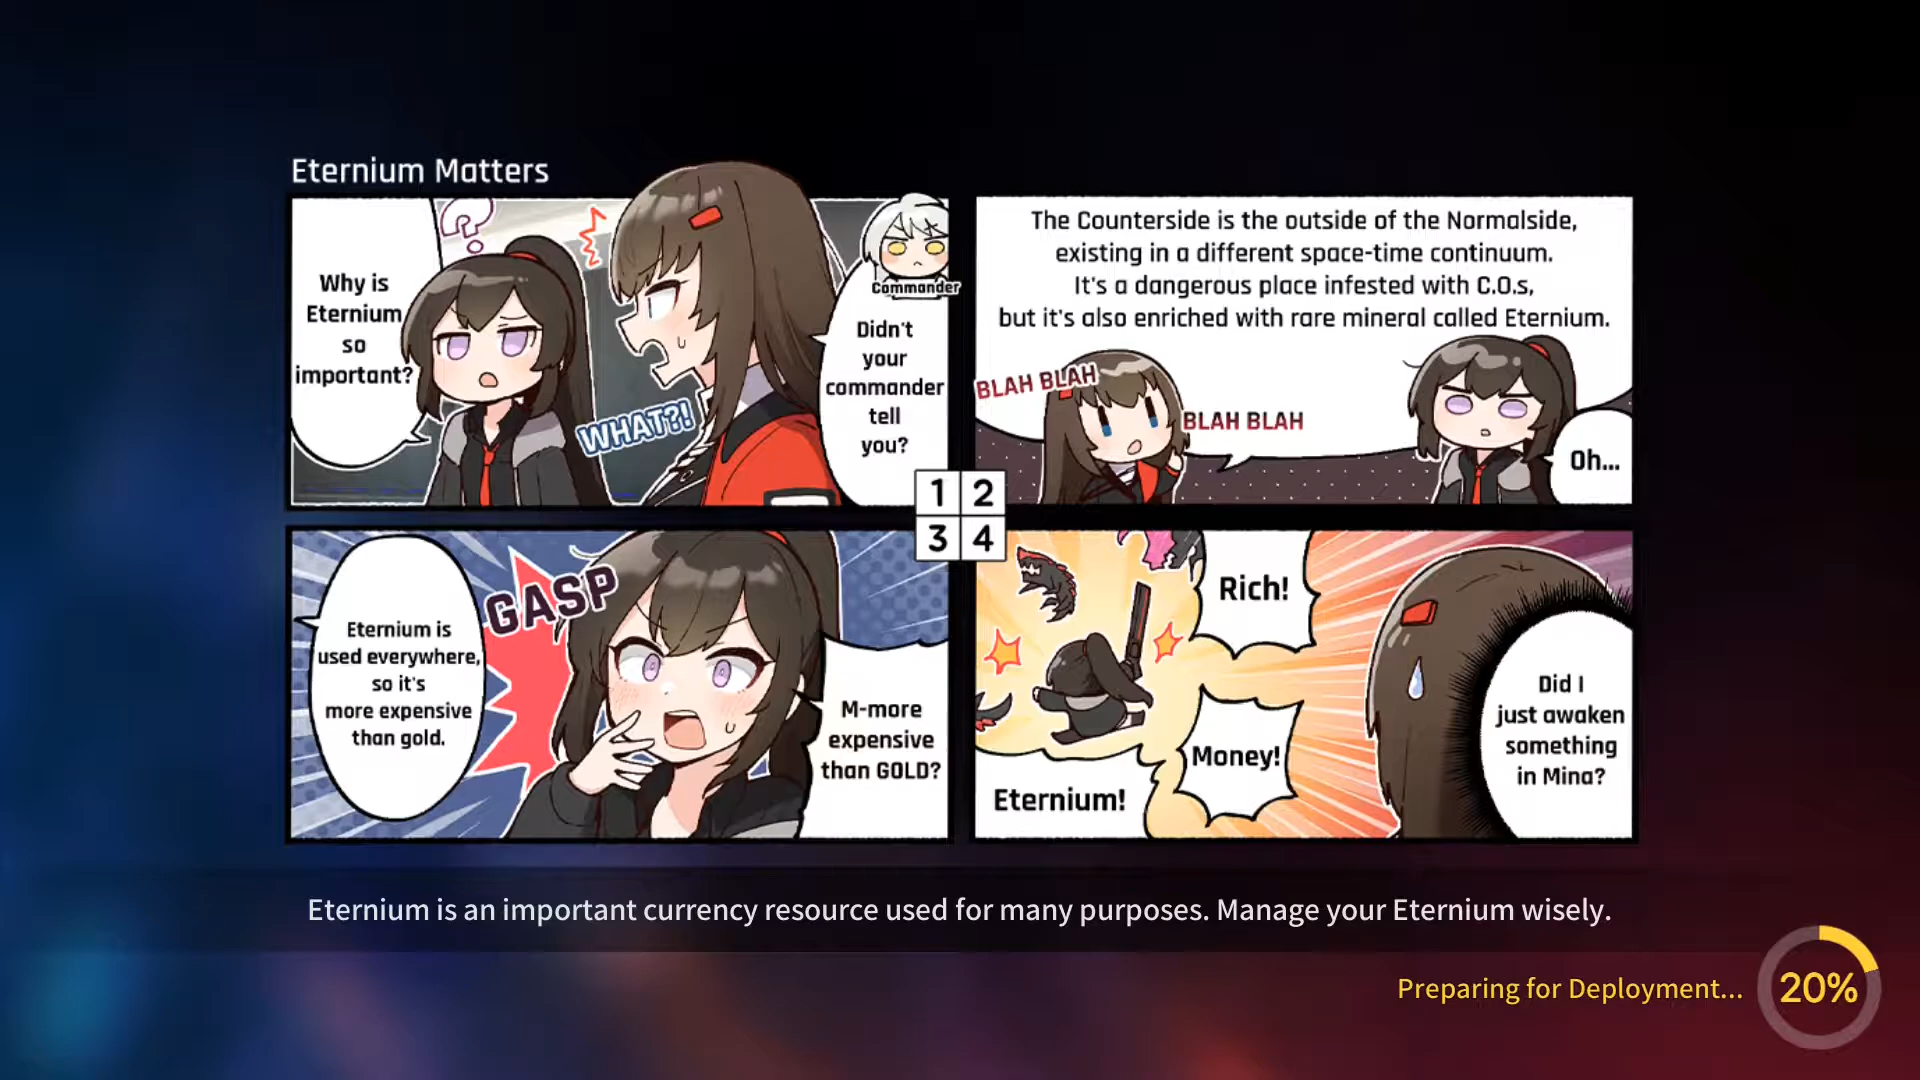 Eternium Matters
Why is
Eternium
so
important?
WHAT?!
Commander
Didn't
your
commander
tell
you?
The Counterside is the outside of the Normalside,
existing in a different space-time continuum.
It's a dangerous place infested with C.O.s,
but it's also enriched with rare mineral called Eternium.
BLAH BLAH
BLAH BLAH
Oh...
1 2
3 4
Eternium is
used everywhere,
so it's
more expensive
than gold.
GASP
M-more
expensive
than GOLD?
Rich!
Money!
Eternium!
Did I
just awaken
something
in Mina?
Eternium is an important currency resource used for many purposes. Manage your Eternium wisely.
Preparing for Deployment...
20%